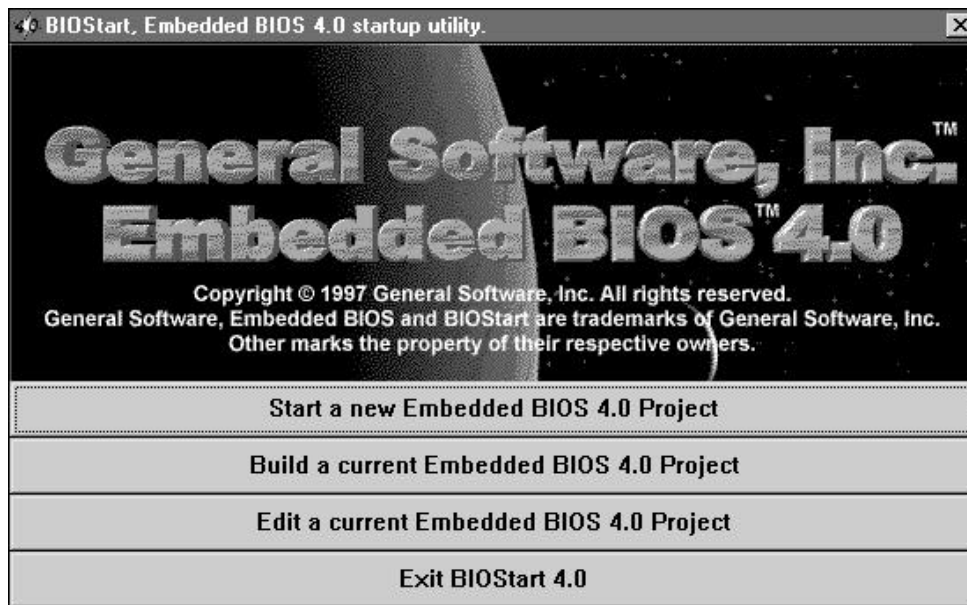 BIOStart, Embedded BIOS 4.0 startup utility.
General Software, Inc.™
Embedded BIOS™ 4.0
Copyright © 1997 General Software, Inc. All rights reserved.
General Software, Embedded BIOS and BIOStart are trademarks of General Software, Inc.
Other marks the property of their respective owners.
Start a new Embedded BIOS 4.0 Project
Build a current Embedded BIOS 4.0 Project
Edit a current Embedded BIOS 4.0 Project
Exit BIOStart 4.0